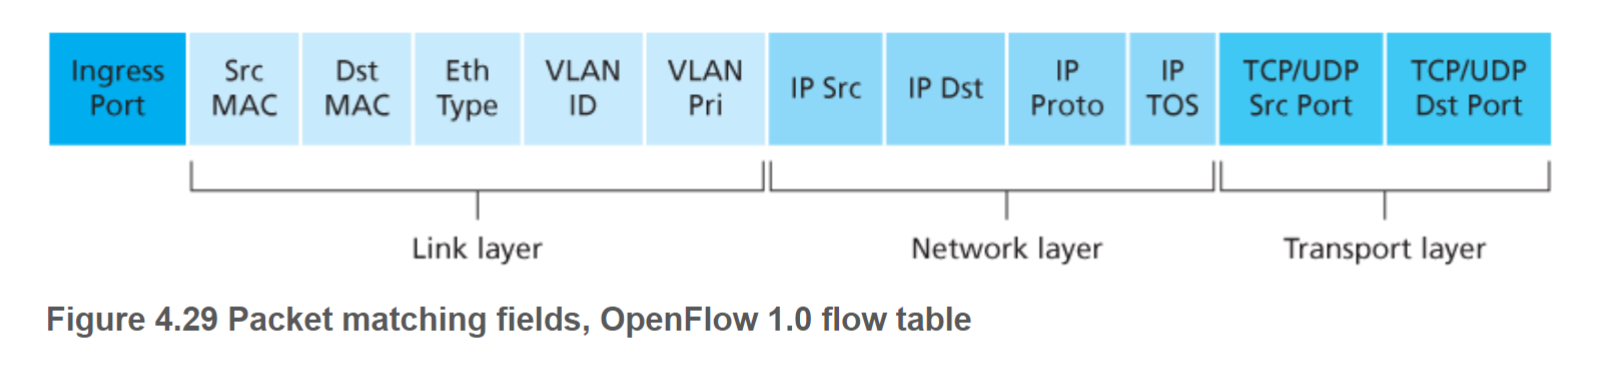 Ingress
Port
Src
MAC
Dst
MAC
Eth
Type
VLAN
ID
VLAN
Pri
IP Src
IP Dst
IP
Proto
IP
TOS
TCP/UDP
Src Port
TCP/UDP
Dst Port
Link layer
Network layer
Transport layer
Figure 4.29 Packet matching fields, OpenFlow 1.0 flow table